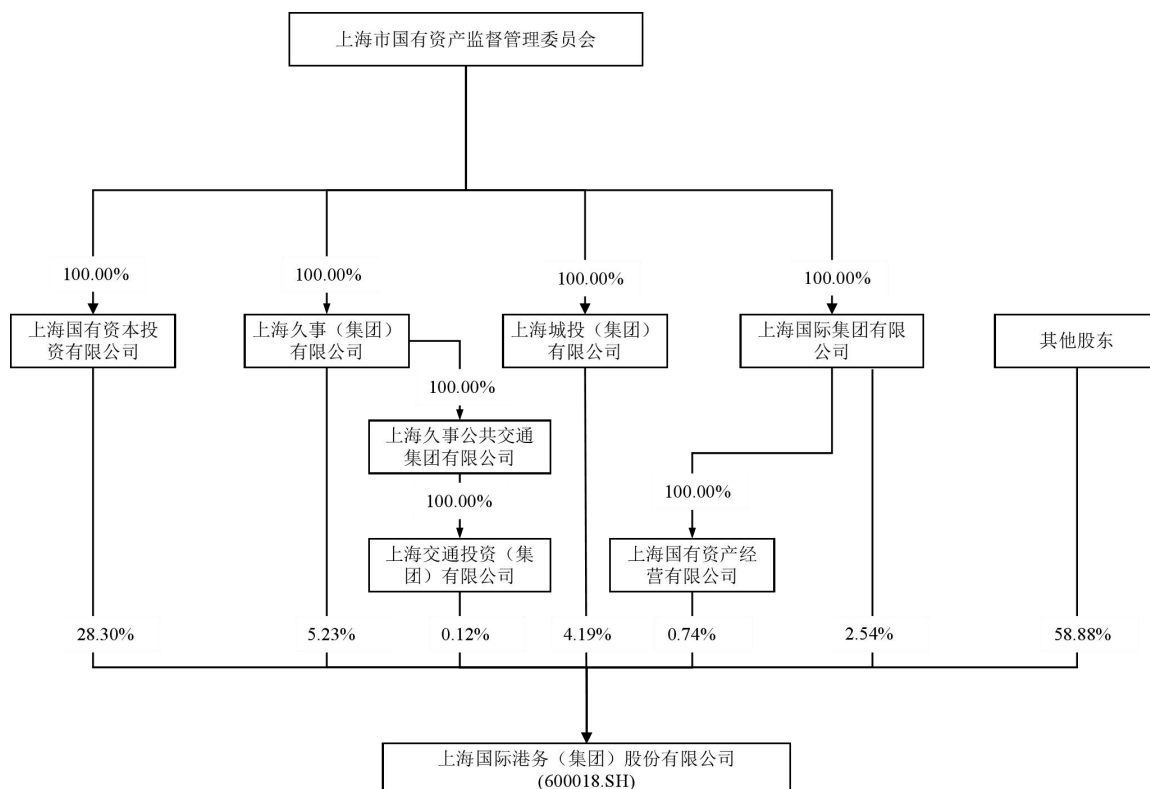 上海市国有资产监督管理委员会
100.00%
100.00%
100.00%
100.00%
上海国有资本投
资有限公司
上海久事（集团）
有限公司
上海城投（集团）
有限公司
上海国际集团有限
公司
其他股东
100.00%
上海久事公共交通
集团有限公司
100.00%
100.00%
上海交通投资（集
团）有限公司
上海国有资产经
营有限公司
28.30%
5.23%
0.12%
4.19%
0.74%
2.54%
58.88%
上海国际港务（集团）股份有限公司
(600018.SH)